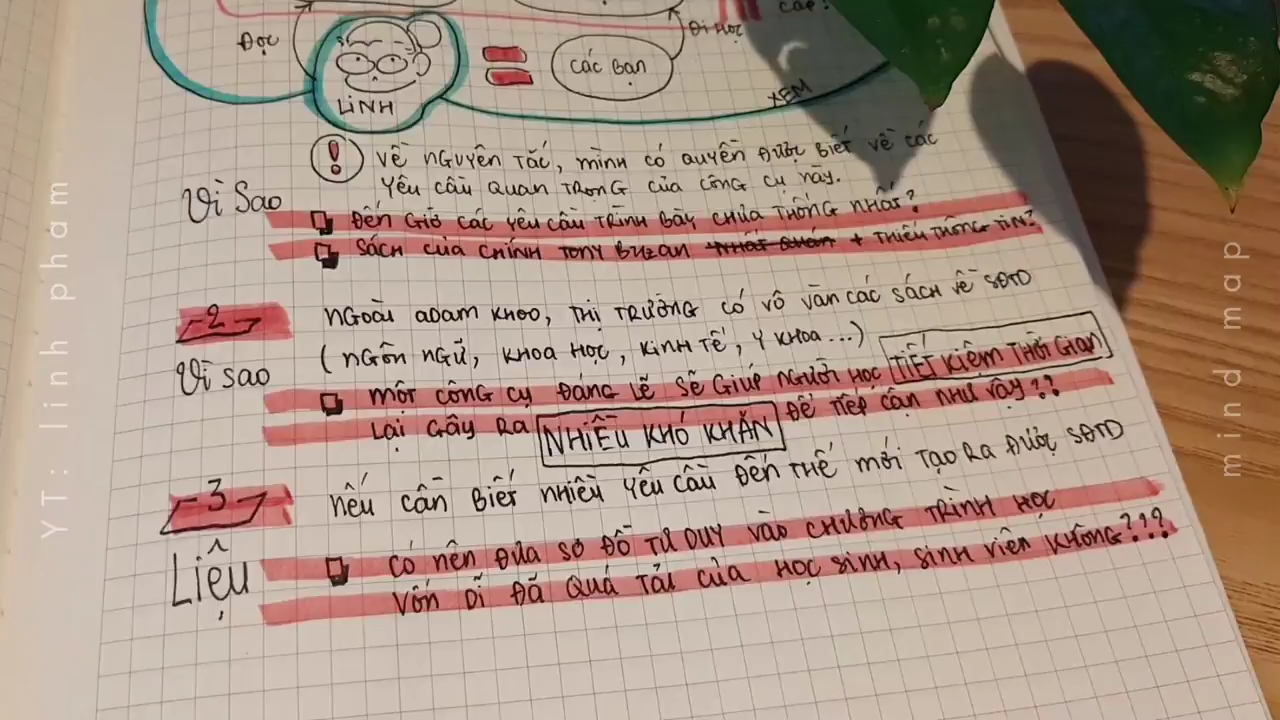 Đọc
LINH
CÁC BẠN
Đi HỌC
XEM
VỀ NGUYÊN TẮC, MÌNH CÓ QUYỀN ĐƯỢC BIẾT VỀ CÁC
YÊU CẦU QUAN TRỌNG CỦA CÔNG CỤ NÀY.
Vì Sao
ĐẾN GIỜ CÁC YÊU CẦU TRÌNH BÀY CHƯA THỐNG NHẤT?
SÁCH CỦA CHÍNH TONY BUZAN NHẤT QUÁN + THIẾU THÔNG TIN?
2
NGOÀI ADAM KHOO, THỊ TRƯỜNG CÓ VÔ VÀN CÁC SÁCH VỀ SĐTD
(NGÔN NGỮ, KHOA HỌC, KINH TẾ, Y KHOA...)
Vì sao
MỘT CÔNG CỤ ĐÁNG LẼ SẼ GIÚP NGƯỜI HỌC TIẾT KIỆM THỜI GIAN
LẠI GÂY RA NHIỀU KHÓ KHĂN ĐỂ TIẾP CẬN NHƯ VẬY??
3
NẾU CẦN BIẾT NHIỀU YÊU CẦU ĐẾN THẾ MỚI TẠO RA ĐƯỢC SĐTD
Liệu
CÓ NÊN ĐƯA SƠ ĐỒ TƯ DUY VÀO CHƯƠNG TRÌNH HỌC
VỐN DĨ ĐÃ QUÁ TẢI CỦA HỌC SINH, SINH VIÊN KHÔNG???
YT: linh pham
mind map